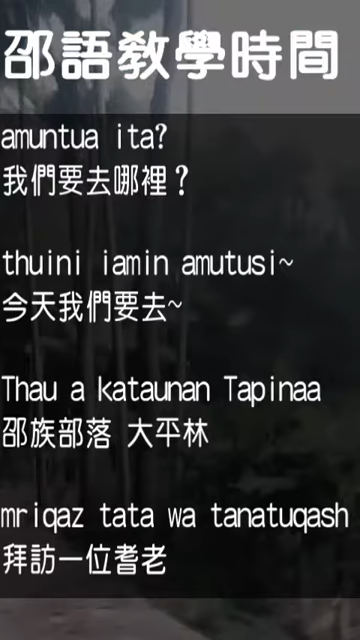 邵語教學時間
amuntua ita?
我們要去哪裡？
thuini iamin amutusi~
今天我們要去~
Thau a kataunan Tapinaa
邵族部落 大平林
mriqaz tata wa tanatuqash
拜訪一位耆老